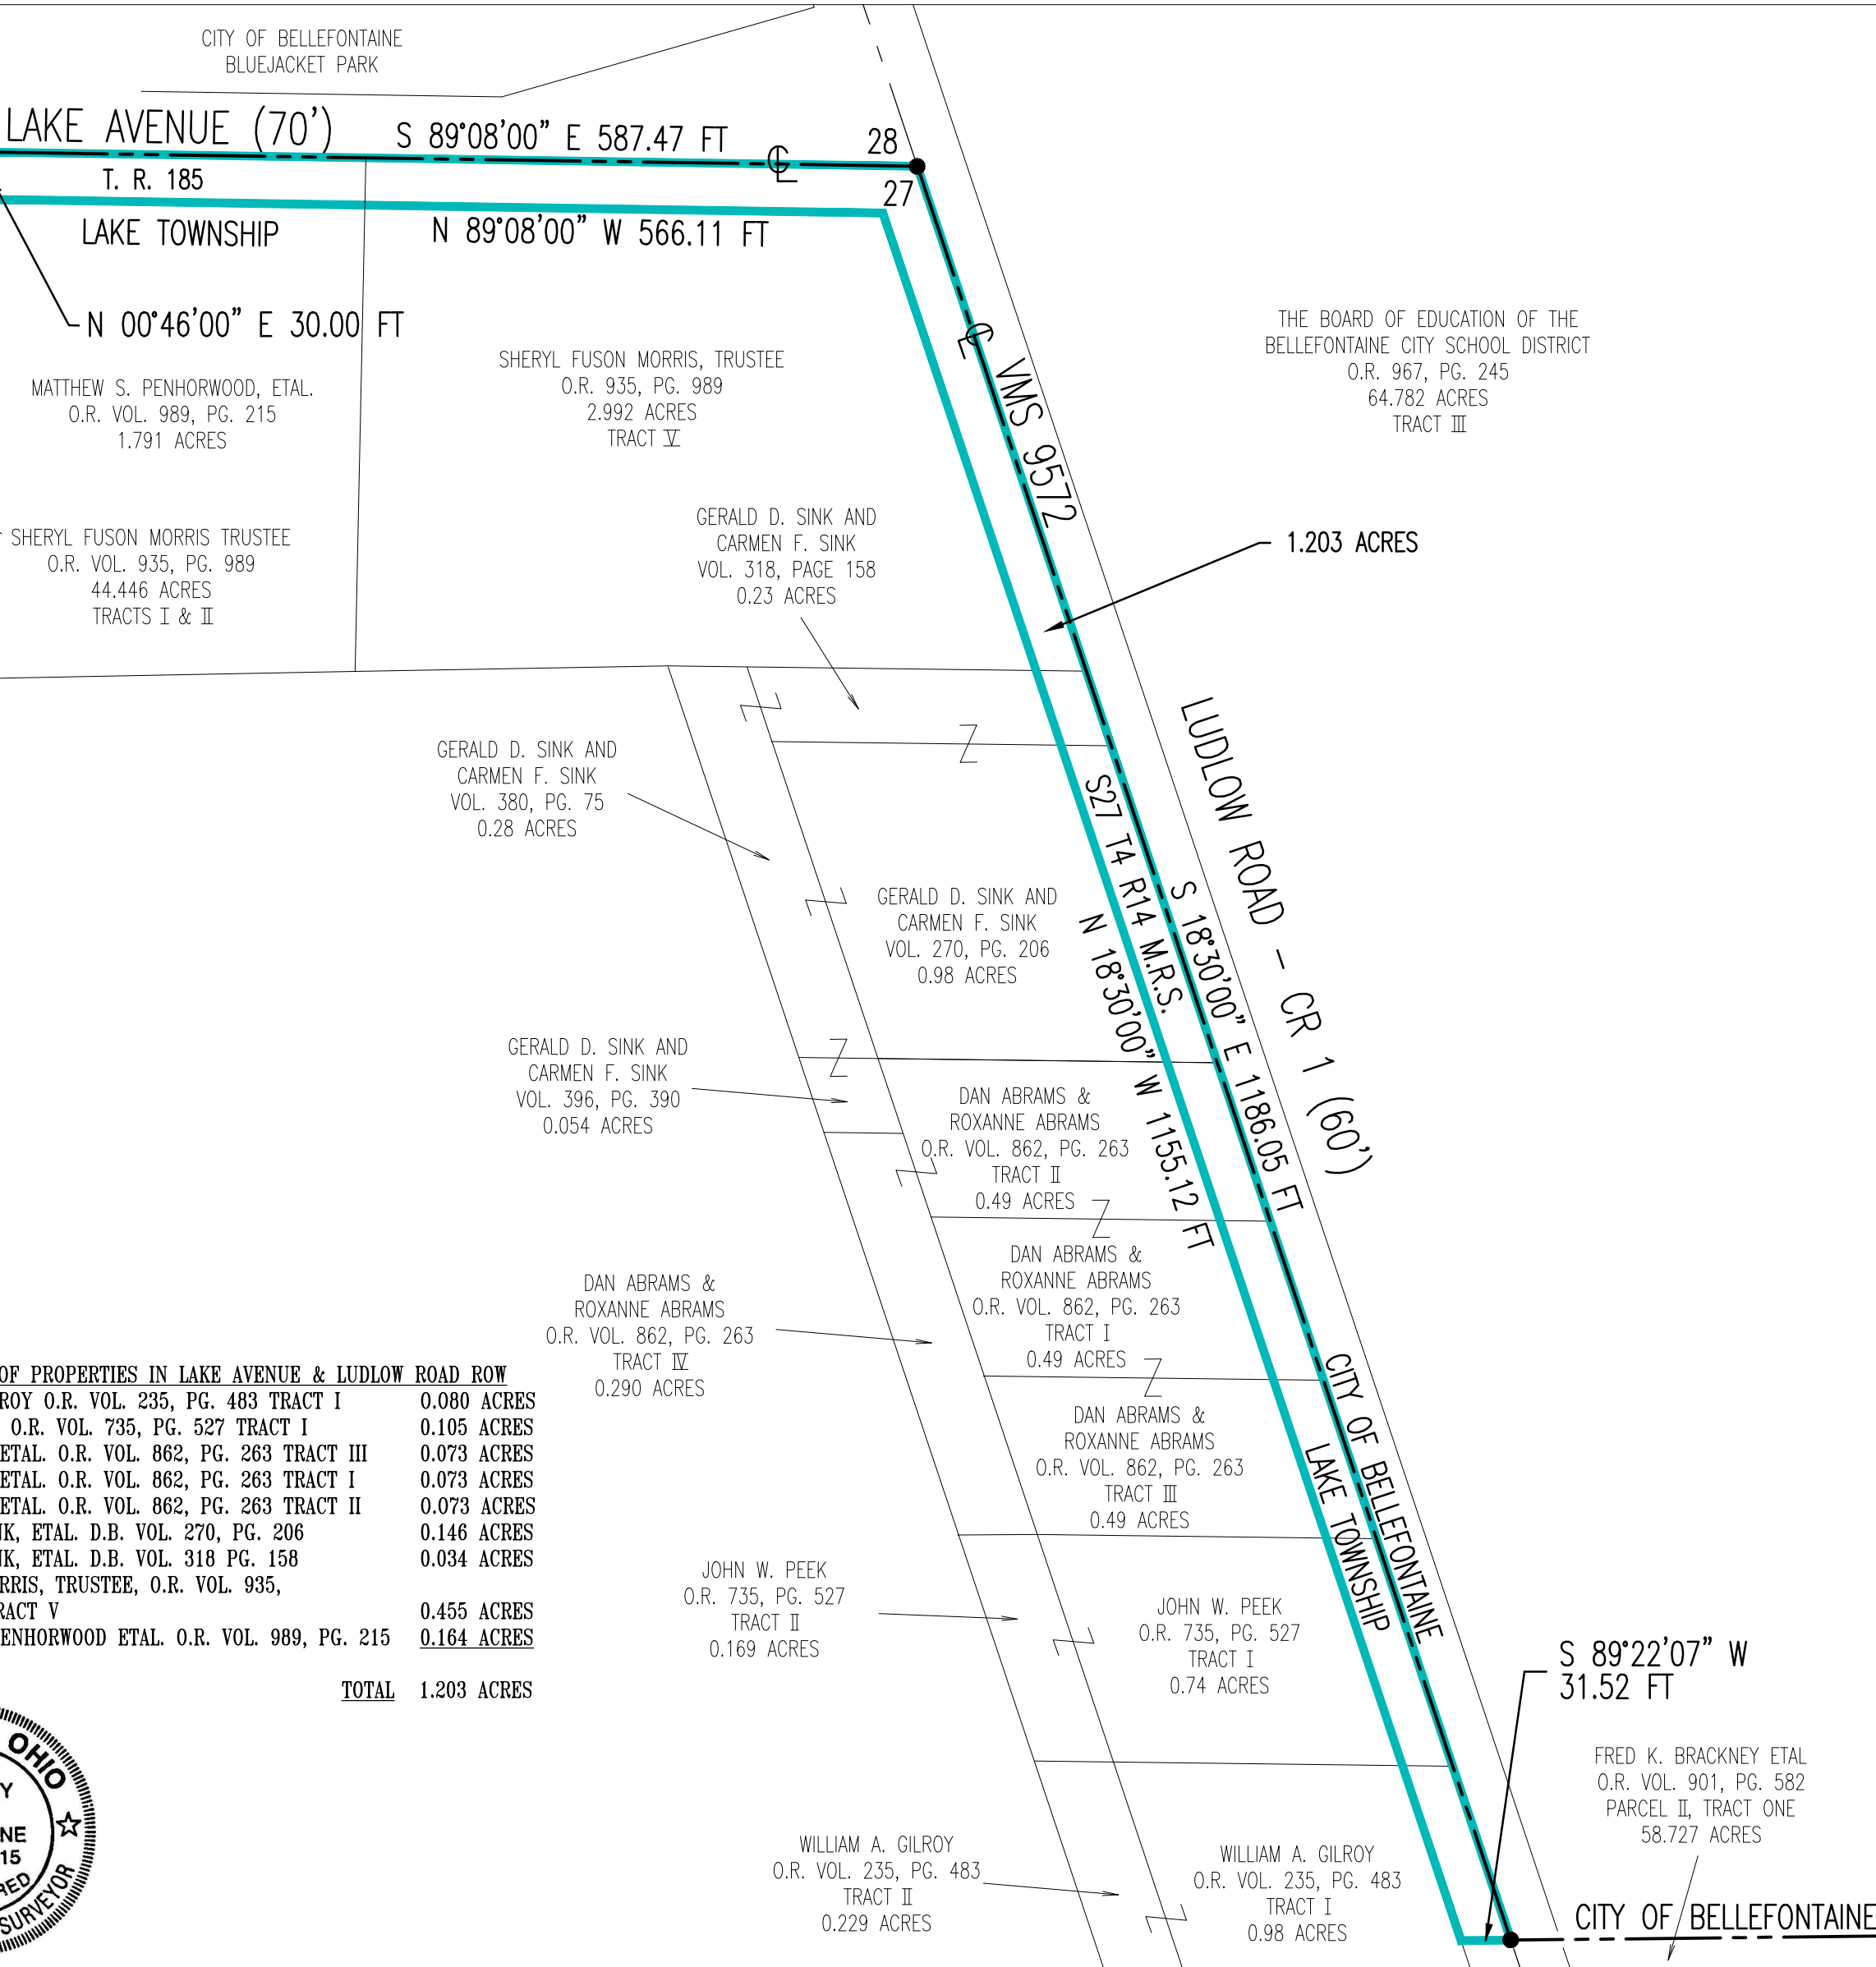 CITY OF BELLEFONTAINE
BLUEJACKET PARK
LAKE AVENUE (70')
S 89°08'00" E 587.47 FT
28
27
T. R. 185
LAKE TOWNSHIP
N 89°08'00" W 566.11 FT
N 00°46'00" E 30.00 FT
MATTHEW S. PENHORWOOD, ETAL.
O.R. VOL. 989, PG. 215
1.791 ACRES
SHERYL FUSON MORRIS, TRUSTEE
O.R. 935, PG. 989
2.992 ACRES
TRACT V
THE BOARD OF EDUCATION OF THE
BELLEFONTAINE CITY SCHOOL DISTRICT
O.R. 967, PG. 245
64.782 ACRES
TRACT III
VMS 9572
SHERYL FUSON MORRIS TRUSTEE
O.R. VOL. 935, PG. 989
44.446 ACRES
TRACTS I & II
GERALD D. SINK AND
CARMEN F. SINK
VOL. 318, PAGE 158
0.23 ACRES
1.203 ACRES
GERALD D. SINK AND
CARMEN F. SINK
VOL. 380, PG. 75
0.28 ACRES
LUDLOW ROAD - CR 1 (60')
S27 T4 R14 M.R.S.
S 18°30'00" E 1186.05 FT
N 18°30'00" W 1155.12 FT
GERALD D. SINK AND
CARMEN F. SINK
VOL. 270, PG. 206
0.98 ACRES
GERALD D. SINK AND
CARMEN F. SINK
VOL. 396, PG. 390
0.054 ACRES
DAN ABRAMS &
ROXANNE ABRAMS
O.R. VOL. 862, PG. 263
TRACT II
0.49 ACRES
DAN ABRAMS &
ROXANNE ABRAMS
O.R. VOL. 862, PG. 263
TRACT I
0.49 ACRES
DAN ABRAMS &
ROXANNE ABRAMS
O.R. VOL. 862, PG. 263
TRACT IV
0.290 ACRES
DAN ABRAMS &
ROXANNE ABRAMS
O.R. VOL. 862, PG. 263
TRACT III
0.49 ACRES
CITY OF BELLEFONTAINE
LAKE TOWNSHIP
OF PROPERTIES IN LAKE AVENUE & LUDLOW ROAD ROW
ROY O.R. VOL. 235, PG. 483 TRACT I 0.080 ACRES
O.R. VOL. 735, PG. 527 TRACT I 0.105 ACRES
ETAL. O.R. VOL. 862, PG. 263 TRACT III 0.073 ACRES
ETAL. O.R. VOL. 862, PG. 263 TRACT I 0.073 ACRES
ETAL. O.R. VOL. 862, PG. 263 TRACT II 0.073 ACRES
NK, ETAL. D.B. VOL. 270, PG. 206 0.146 ACRES
NK, ETAL. D.B. VOL. 318 PG. 158 0.034 ACRES
RRIS, TRUSTEE, O.R. VOL. 935,
RACT V 0.455 ACRES
ENHORWOOD ETAL. O.R. VOL. 989, PG. 215 0.164 ACRES
TOTAL 1.203 ACRES
JOHN W. PEEK
O.R. 735, PG. 527
TRACT II
0.169 ACRES
JOHN W. PEEK
O.R. 735, PG. 527
TRACT I
0.74 ACRES
S 89°22'07" W
31.52 FT
FRED K. BRACKNEY ETAL
O.R. VOL. 901, PG. 582
PARCEL II, TRACT ONE
58.727 ACRES
WILLIAM A. GILROY
O.R. VOL. 235, PG. 483
TRACT II
0.229 ACRES
WILLIAM A. GILROY
O.R. VOL. 235, PG. 483
TRACT I
0.98 ACRES
CITY OF BELLEFONTAINE
OHIO
Y
NE
15
RED
SURVEYOR